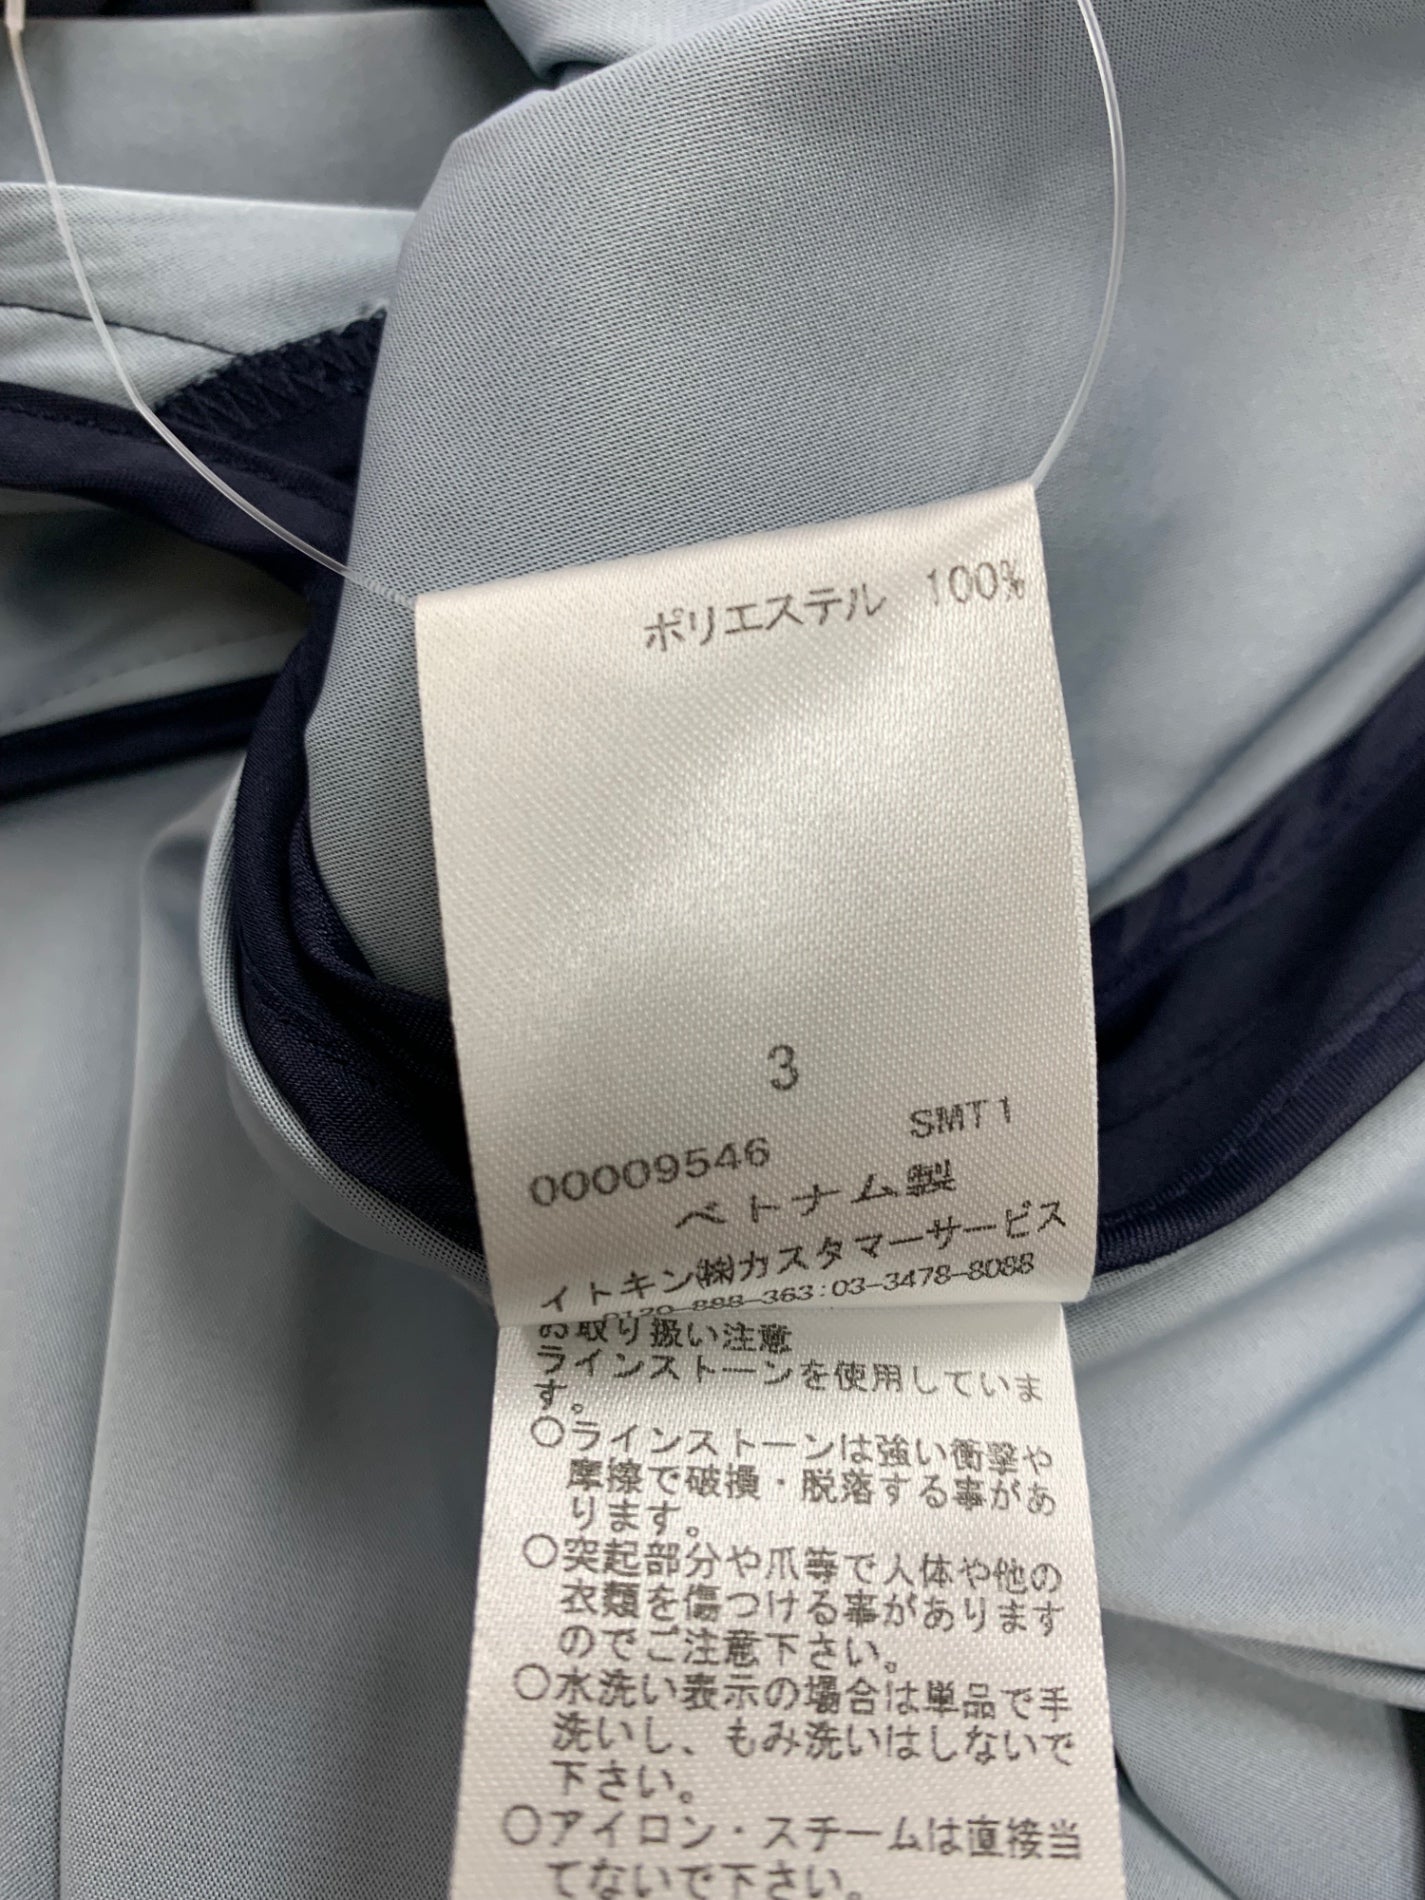 ポリエステル 100%
3
SMT1
00009546
ベトナム製
イトキン㈱カスタマーサービス
0120-888-363:03-3478-8088
お取り扱い注意
ラインストーンを使用していま
す。
○ラインストーンは強い衝撃や
摩擦で破損・脱落する事があ
ります。
○突起部分や爪等で人体や他の
衣類を傷つける事があります
のでご注意下さい。
○水洗い表示の場合は単品で手
洗いし、もみ洗いはしないで
下さい。
○アイロン・スチームは直接当
てないで下さい。